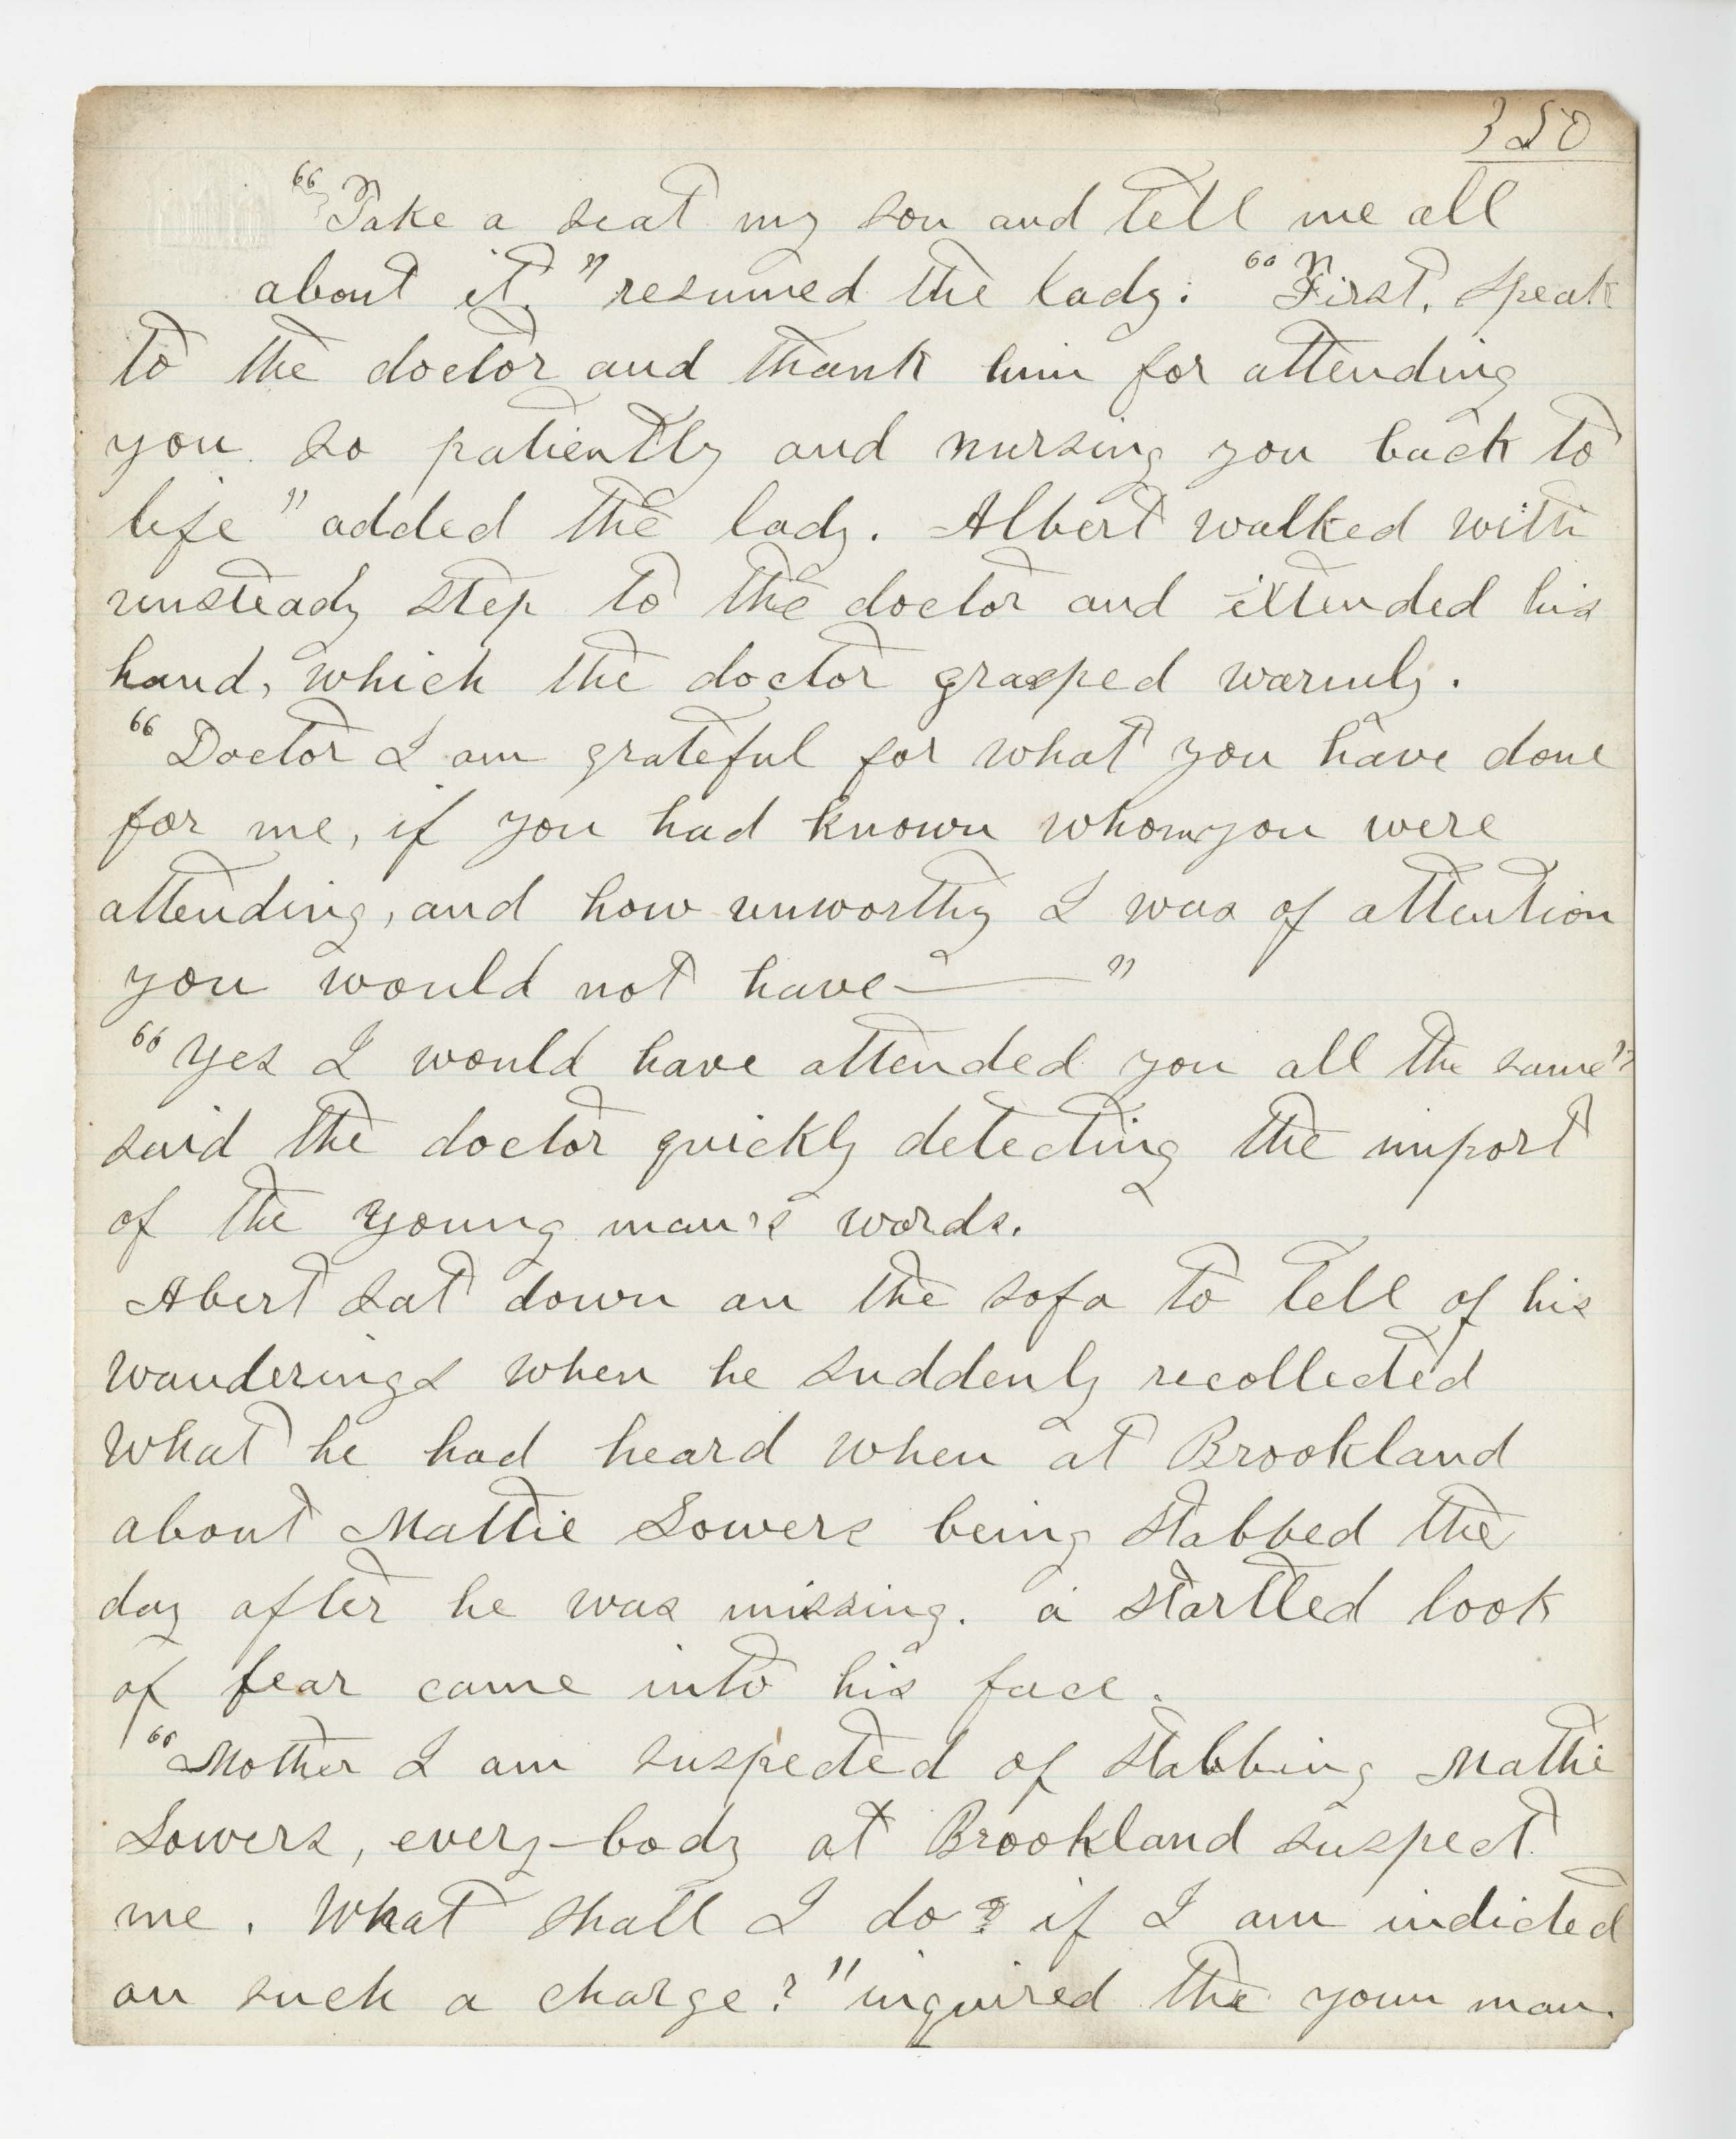 350
"Take a seat my son and tell me all
about it," resumed the lady. "First, speak
to the doctor and thank him for attending
you so patiently and nursing you back to
life" added the lady. Albert walked with
unsteady step to the doctor and extended his
hand, which the doctor grasped warmly.
"Doctor I am grateful for what you have done
for me, if you had known whom you were
attending, and how unworthy I was of attention
you would not have——"
"Yes I would have attended you all the same"
said the doctor quickly detecting the import
of the young man's words.
Abert sat down on the sofa to tell of his
wanderings when he suddenly recollected
what he had heard when at Brookland
about Mattie Sowers being stabbed the
day after he was missing. a startled look
of fear came into his face.
"Mother I am suspected of stabbing Mattie
Sowers, every-body at Brookland suspect
me. What shall I do? if I am indicted
on such a charge?" inquired the youn man.